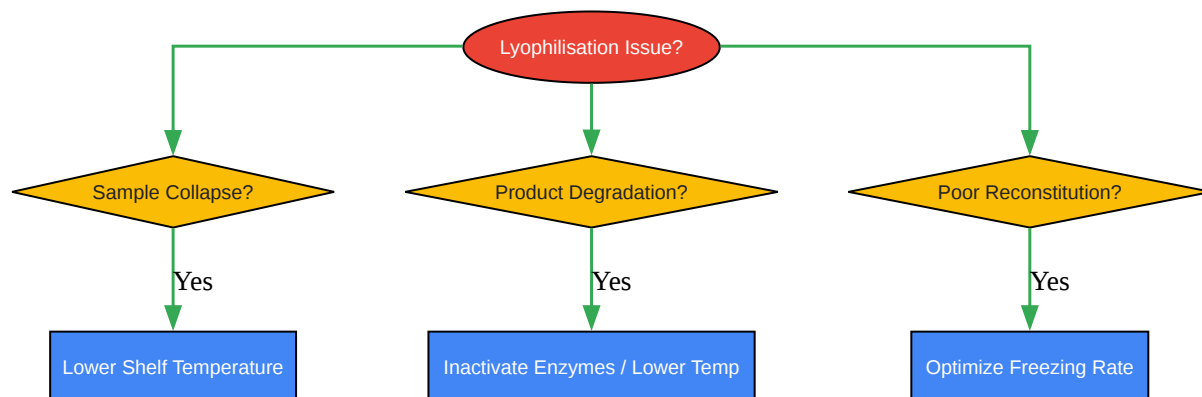 Lyophilisation Issue?
Sample Collapse?
Product Degradation?
Poor Reconstitution?
Yes
Yes
Yes
Lower Shelf Temperature
Inactivate Enzymes / Lower Temp
Optimize Freezing Rate